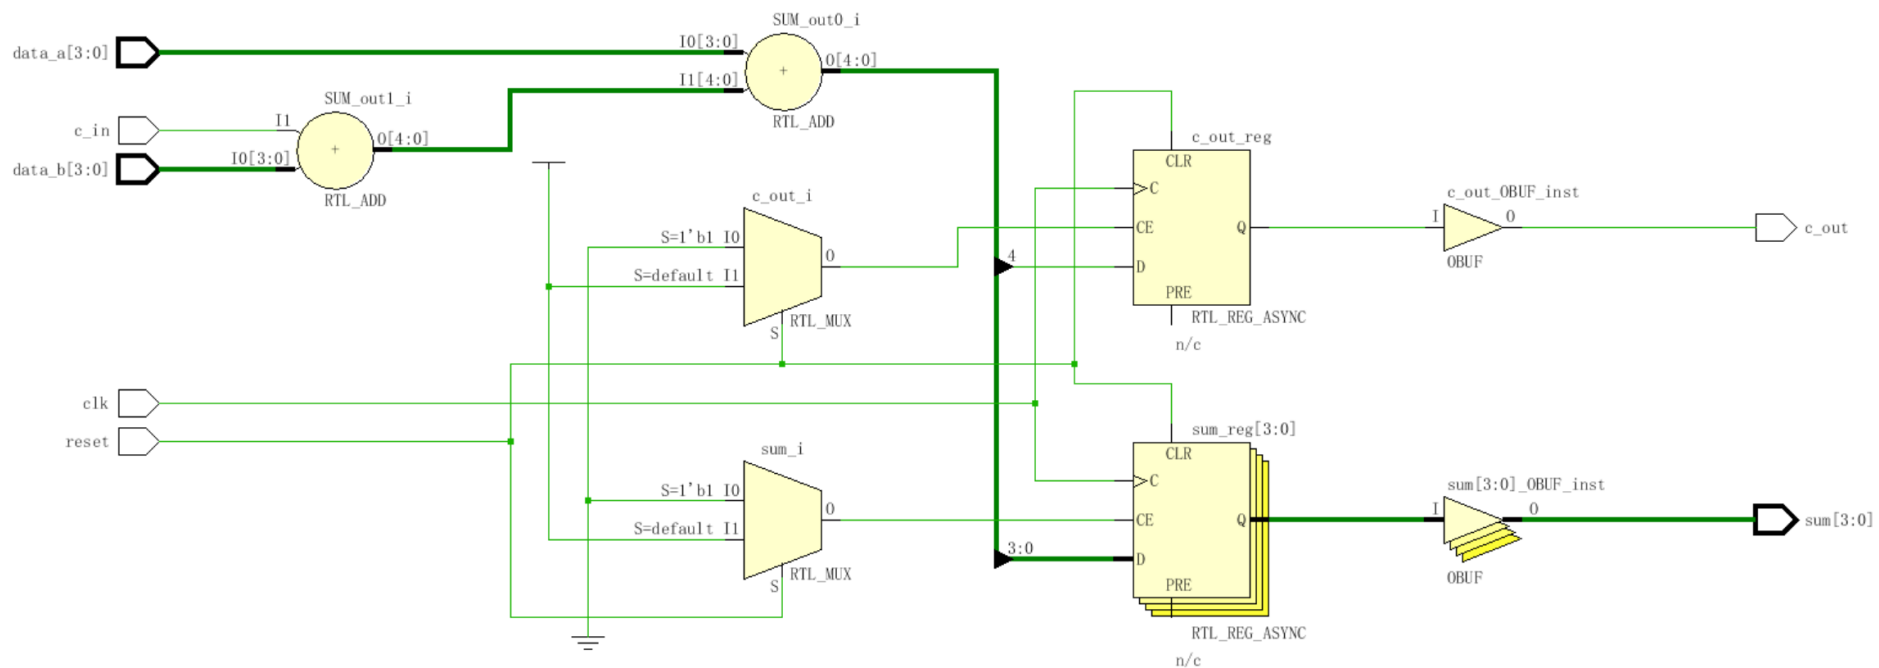 SUM_out0_i
data_a[3:0]
I0[3:0]
+
O[4:0]
I1[4:0]
RTL_ADD
SUM_out1_i
c_in
I1
+
O[4:0]
data_b[3:0]
I0[3:0]
RTL_ADD
c_out_reg
CLR
C
CE
Q
D
PRE
RTL_REG_ASYNC
n/c
c_out_i
S=1'b1 I0
O
S=default I1
RTL_MUX
S
4
c_out_OBUF_inst
I
O
OBUF
c_out
clk
reset
sum_i
S=1'b1 I0
O
S=default I1
RTL_MUX
S
3:0
sum_reg[3:0]
CLR
C
CE
Q
D
PRE
RTL_REG_ASYNC
n/c
sum[3:0]_OBUF_inst
I
O
OBUF
sum[3:0]